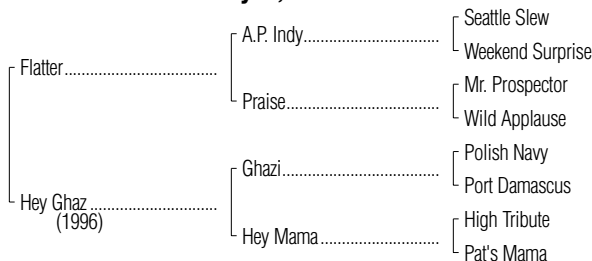 Seattle Slew
A.P. Indy
Weekend Surprise
Flatter
Mr. Prospector
Praise
Wild Applause
Polish Navy
Ghazi
Port Damascus
Hey Ghaz
(1996)
High Tribute
Hey Mama
Pat's Mama